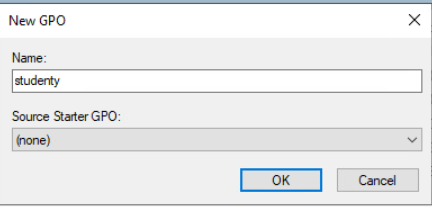 New GPO
Name:
studenty
Source Starter GPO:
(none)
OK Cancel